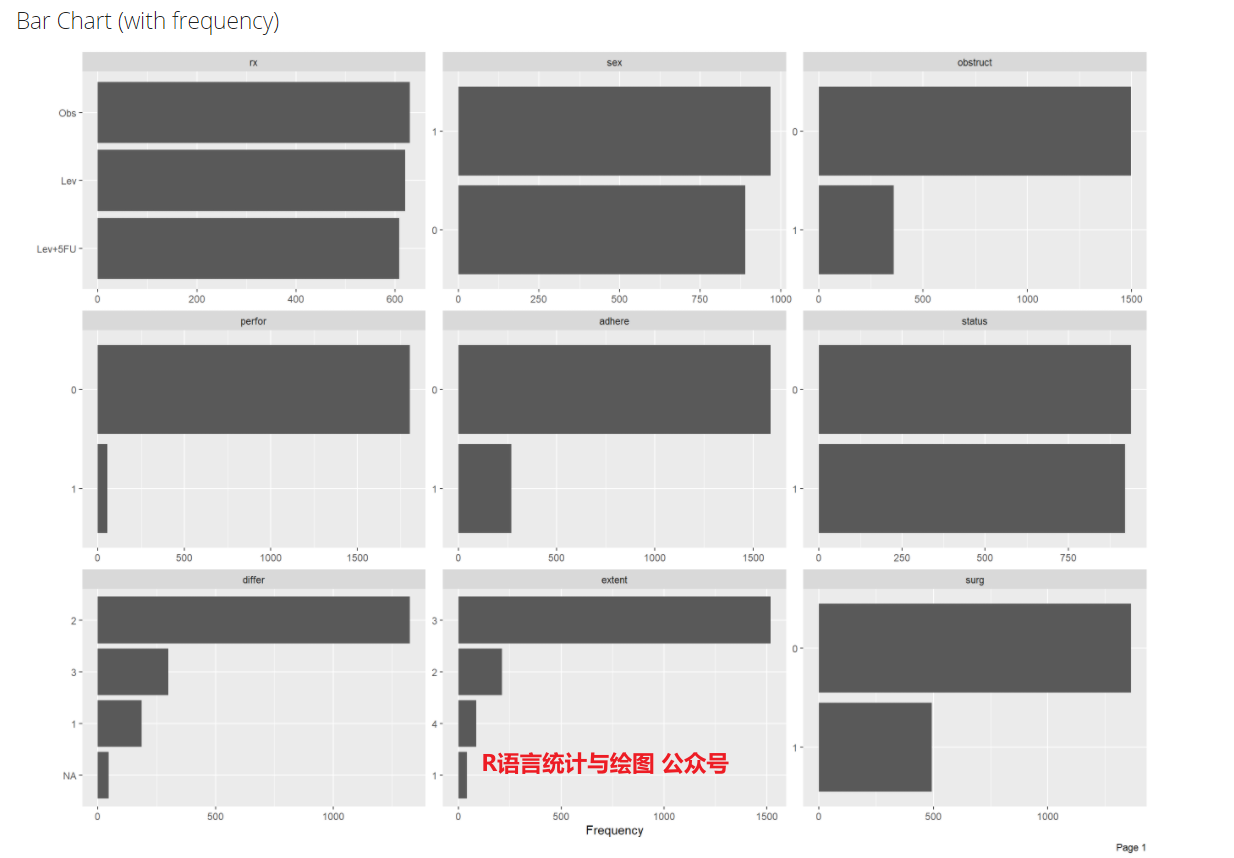 Bar Chart (with frequency)
rx
sex
obstruct
Obs
Lev
Lev+5FU
0 200 400 600
1
0
0 250 500 750 1000
0
1
0 500 1000 1500
perfor
adhere
status
0
1
0 500 1000 1500
0
1
0 500 1000 1500
0
1
0 250 500 750
differ
extent
surg
2
3
1
NA
0 500 1000
3
2
4
1
0 500 1000 1500
0
1
0 500 1000
R语言统计与绘图 公众号
Frequency
Page 1